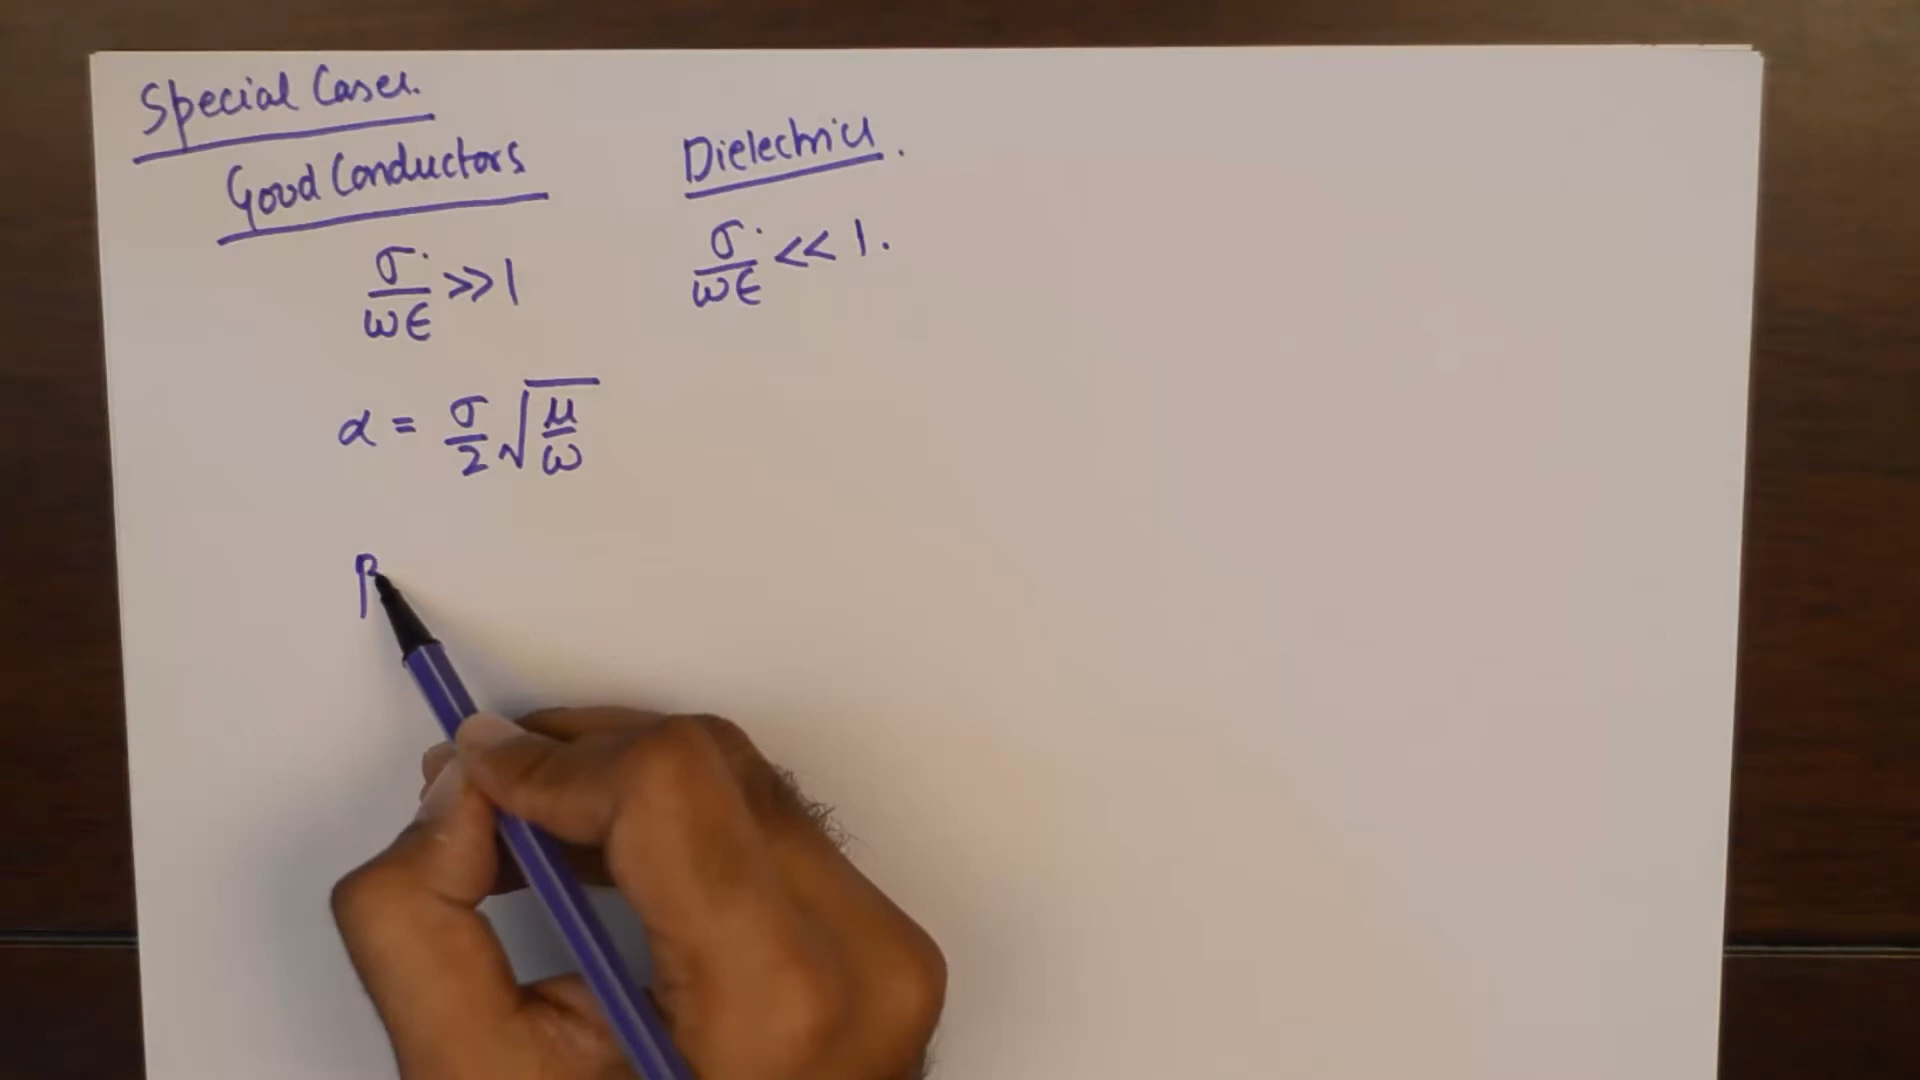 Special Cases.
Good Conductors
σ/ωϵ >> 1
α = σ/2 √(μ/ω)
β
Dielectrics.
σ/ωϵ << 1.